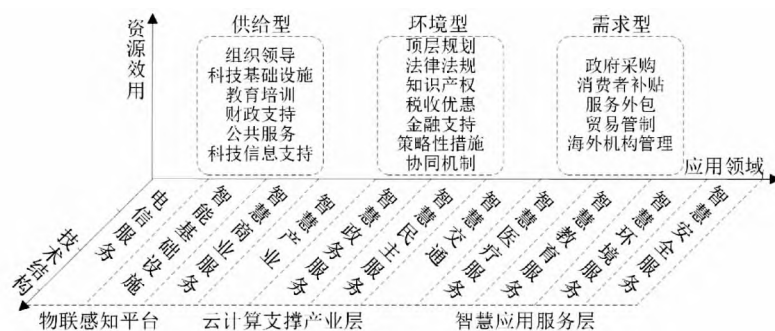 资源效用
供给型
环境型
需求型
组织领导
科技基础设施
教育培训
财政支持
公共服务
科技信息支持
顶层规划
法律法规
知识产权
税收优惠
金融支持
策略性措施
协同机制
政府采购
消费者补贴
服务外包
贸易管制
海外机构管理
应用领域
技术结构
电信服务
智能基础设施
智慧商业服务
智慧产业
智慧政务服务
智慧民主服务
智慧交通
智慧医疗服务
智慧教育服务
智慧环境服务
智慧安全服务
物联感知平台
云计算支撑产业层
智慧应用服务层